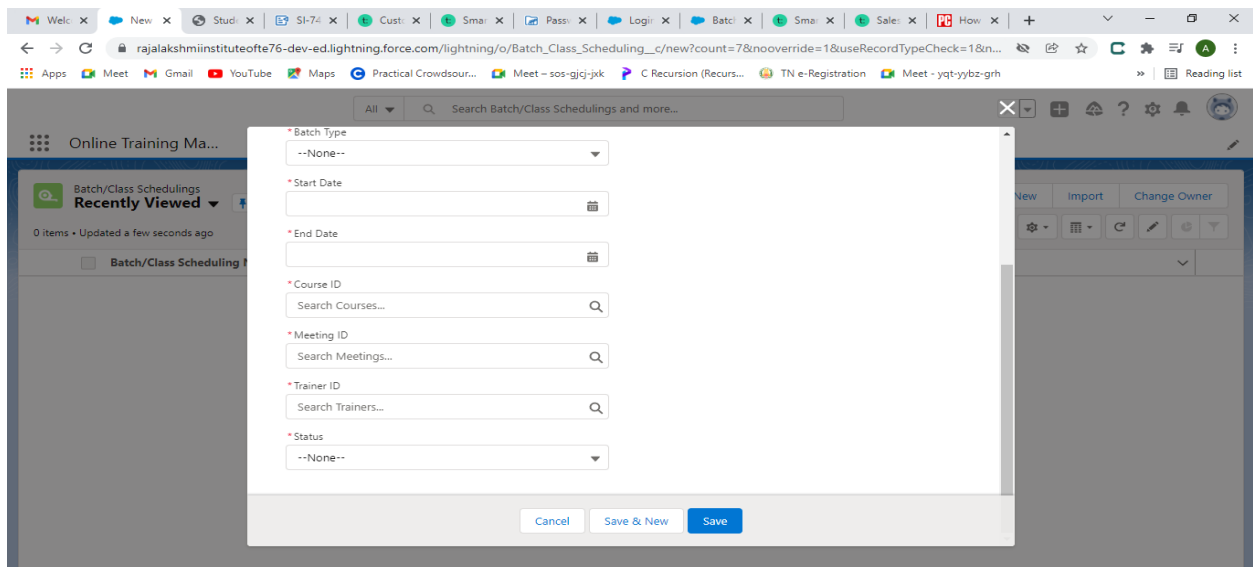 Welc
New
Stud
SI-74
Custo
Smar
Passv
Login
Batch
Smar
Sales
PC How
rajalakshmiinstituteofte76-dev-ed.lightning.force.com/lightning/o/Batch_Class_Scheduling__c/new?count=7&nooverride=1&useRecordTypeCheck=1&n...
A
Apps Meet Gmail YouTube Maps Practical Crowdsour... Meet – sos-gjcj-jxk C Recursion (Recurs... TN e-Registration Meet - yqt-yybz-grh » Reading list
All Search Batch/Class Schedulings and more...
Online Training Ma...
Batch/Class Schedulings
Recently Viewed
New Import Change Owner
0 items • Updated a few seconds ago
Batch/Class Scheduling
* Batch Type
--None--
* Start Date
* End Date
* Course ID
Search Courses...
* Meeting ID
Search Meetings...
* Trainer ID
Search Trainers...
* Status
--None--
Cancel Save & New Save